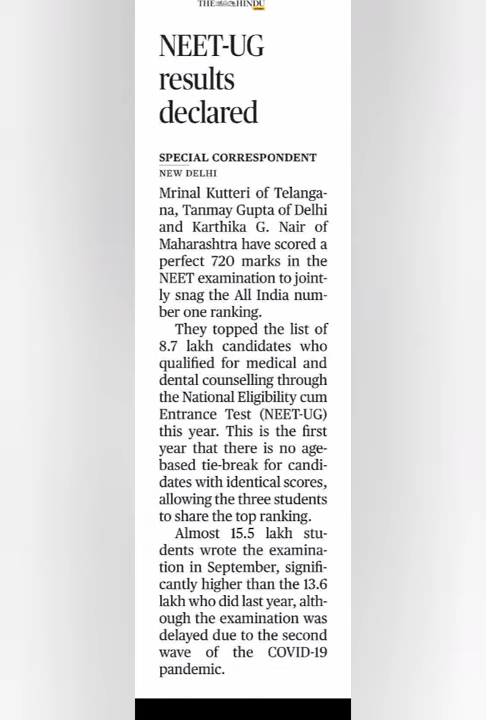 THE HINDU
NEET-UG
results
declared
SPECIAL CORRESPONDENT
NEW DELHI
Mrinal Kutteri of Telanga-
na, Tanmay Gupta of Delhi
and Karthika G. Nair of
Maharashtra have scored a
perfect 720 marks in the
NEET examination to joint-
ly snag the All India num-
ber one ranking.
They topped the list of
8.7 lakh candidates who
qualified for medical and
dental counselling through
the National Eligibility cum
Entrance Test (NEET-UG)
this year. This is the first
year that there is no age-
based tie-break for candi-
dates with identical scores,
allowing the three students
to share the top ranking.
Almost 15.5 lakh stu-
dents wrote the examina-
tion in September, signifi-
cantly higher than the 13.6
lakh who did last year, alth-
ough the examination was
delayed due to the second
wave of the COVID-19
pandemic.